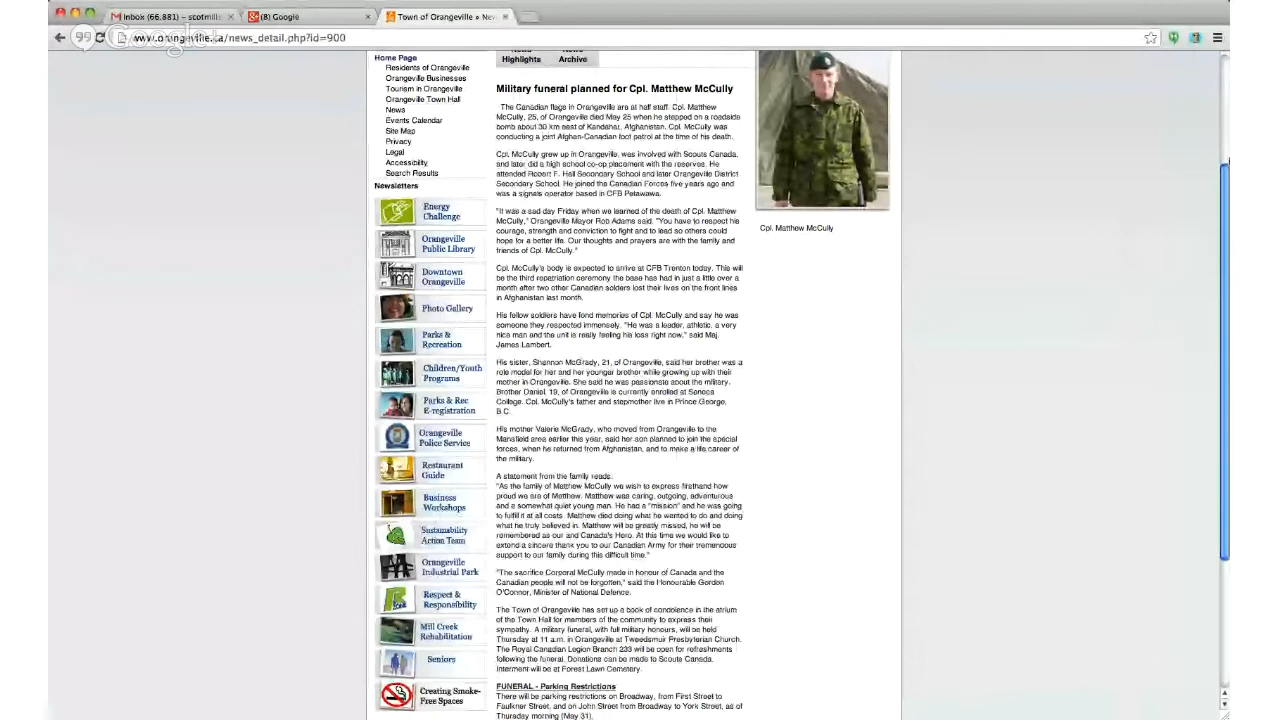 Inbox (66,881) – scotmills
(8) Google
Town of Orangeville » New
www.orangeville.ca/news_detail.php?id=900
Google+
Home Page
Residents of Orangeville
Orangeville Businesses
Tourism in Orangeville
Orangeville Town Hall
News
Events Calendar
Site Map
Privacy
Legal
Accessibility
Search Results
Newsletters
Energy
Challenge
Orangeville
Public Library
Downtown
Orangeville
Photo Gallery
Parks &
Recreation
Children/Youth
Programs
Parks & Rec
E-registration
Orangeville
Police Service
Restaurant
Guide
Business
Workshops
Sustainability
Action Team
Orangeville
Industrial Park
Respect &
Responsibility
Mill Creek
Rehabilitation
Seniors
Creating Smoke-
Free Spaces
News News
Highlights Archive
Military funeral planned for Cpl. Matthew McCully
The Canadian flags in Orangeville are at half staff. Cpl. Matthew
McCully, 25, of Orangeville died May 25 when he stepped on a roadside
bomb about 30 km east of Kandahar, Afghanistan. Cpl. McCully was
conducting a joint Afghan-Canadian foot patrol at the time of his death.
Cpl. McCully grew up in Orangeville, was involved with Scouts Canada,
and later did a high school co-op placement with the reserves. He
attended Robert F. Hall Secondary School and later Orangeville District
Secondary School. He joined the Canadian Forces five years ago and
was a signals operator based in CFB Petawawa.
"It was a sad day Friday when we learned of the death of Cpl. Matthew
McCully," Orangeville Mayor Rob Adams said. "You have to respect his
courage, strength and conviction to fight and to lead so others could
hope for a better life. Our thoughts and prayers are with the family and
friends of Cpl. McCully."
Cpl. McCully's body is expected to arrive at CFB Trenton today. This will
be the third repatriation ceremony the base has had in just a little over a
month after two other Canadian soldiers lost their lives on the front lines
in Afghanistan last month.
His fellow soldiers have fond memories of Cpl. McCully and say he was
someone they respected immensely. "He was a leader, athletic, a very
nice man and the unit is really feeling his loss right now," said Maj.
James Lambert.
His sister, Shannon McGrady, 21, of Orangeville, said her brother was a
role model for her and her younger brother while growing up with their
mother in Orangeville. She said he was passionate about the military.
Brother Daniel, 19, of Orangeville is currently enrolled at Seneca
College. Cpl. McCully's father and stepmother live in Prince George,
B.C.
His mother Valerie McGrady, who moved from Orangeville to the
Mansfield area earlier this year, said her son planned to join the special
forces, when he returned from Afghanistan, and to make a life career of
the military.
A statement from the family reads:
"As the family of Matthew McCully we wish to express firsthand how
proud we are of Matthew. Matthew was caring, outgoing, adventurous
and a somewhat quiet young man. He had a "mission" and he was going
to fulfill it at all costs. Matthew died doing what he wanted to do and doing
what he truly believed in. Matthew will be greatly missed, he will be
remembered as our and Canada's Hero. At this time we would like to
extend a sincere thank you to our Canadian Army for their tremendous
support to our family during this difficult time."
"The sacrifice Corporal McCully made in honour of Canada and the
Canadian people will not be forgotten," said the Honourable Gordon
O'Connor, Minister of National Defence.
The Town of Orangeville has set up a book of condolence in the atrium
of the Town Hall for members of the community to express their
sympathy. A military funeral, with full military honours, will be held
Thursday at 11 a.m. in Orangeville at Tweedsmuir Presbyterian Church.
The Royal Canadian Legion Branch 233 will be open for refreshments
following the funeral. Donations can be made to Scouts Canada.
Interment will be at Forest Lawn Cemetery.
FUNERAL - Parking Restrictions
There will be parking restrictions on Broadway, from First Street to
Faulkner Street, and on John Street from Broadway to York Street, as of
Thursday morning (May 31).
Cpl. Matthew McCully